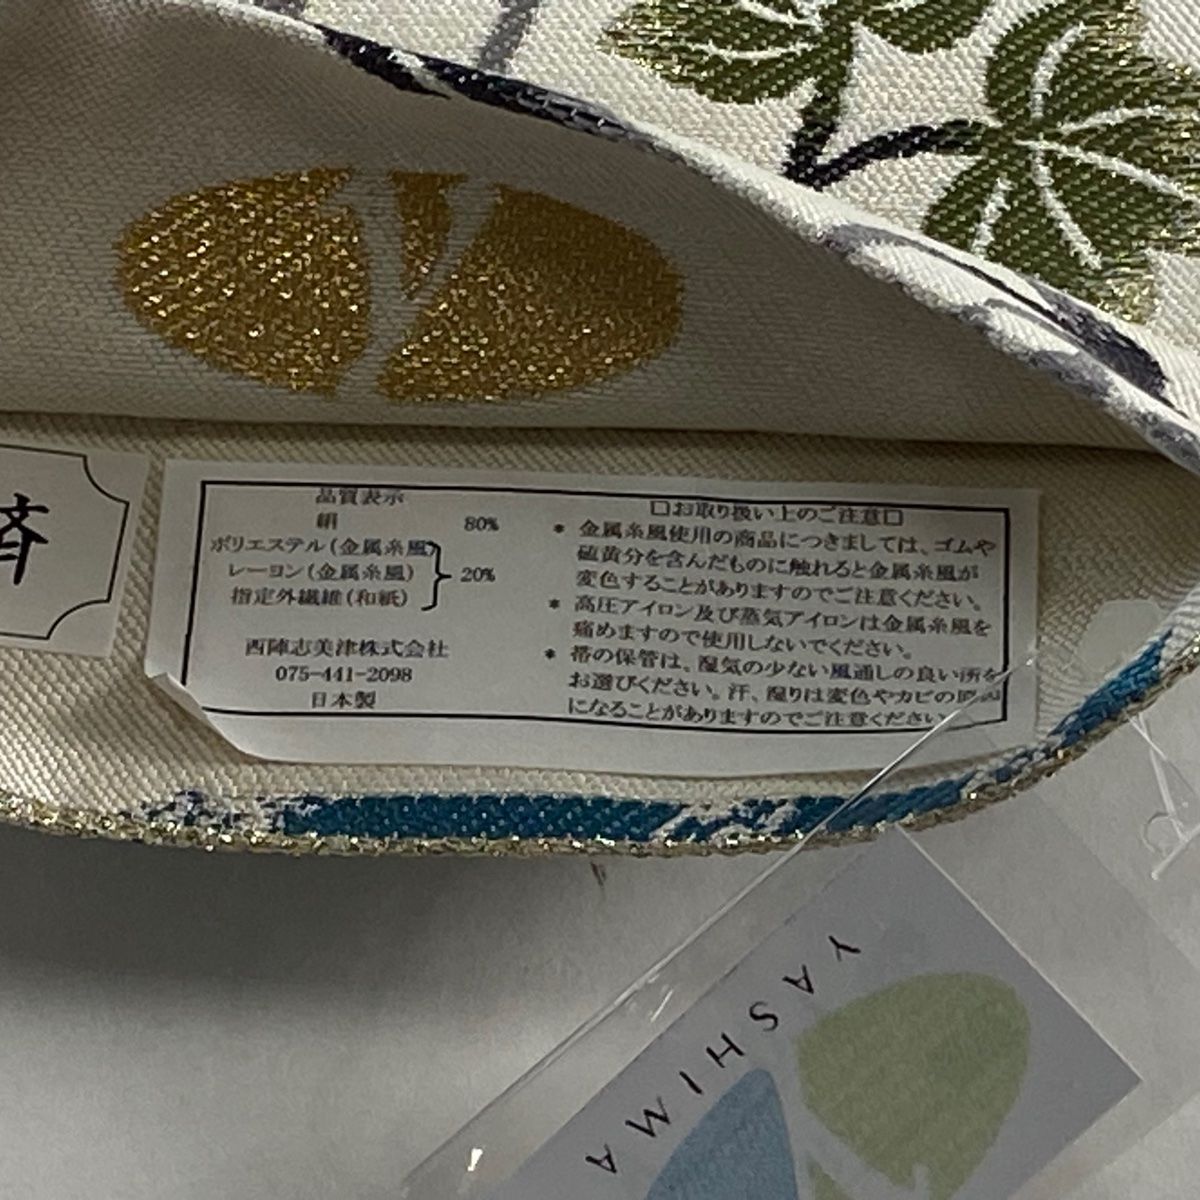 済
品質表示
絹 80%
ポリエステル(金属糸風)
レーヨン(金属糸風) 20%
指定外繊維(和紙)
西陣志美津株式会社
075-441-2098
日本製
□お取り扱い上のご注意□
* 金属糸風使用の商品につきましては、ゴムや
硫黄分を含んだものに触れると金属糸風が
変色することがありますのでご注意ください。
* 高圧アイロン及び蒸気アイロンは金属糸風を
痛めますので使用しないでください。
* 帯の保管は、湿気の少ない風通しの良い所を
お選びください。汗、湿りは変色やカビの原因
になることがありますのでご注意ください
YASHIMA